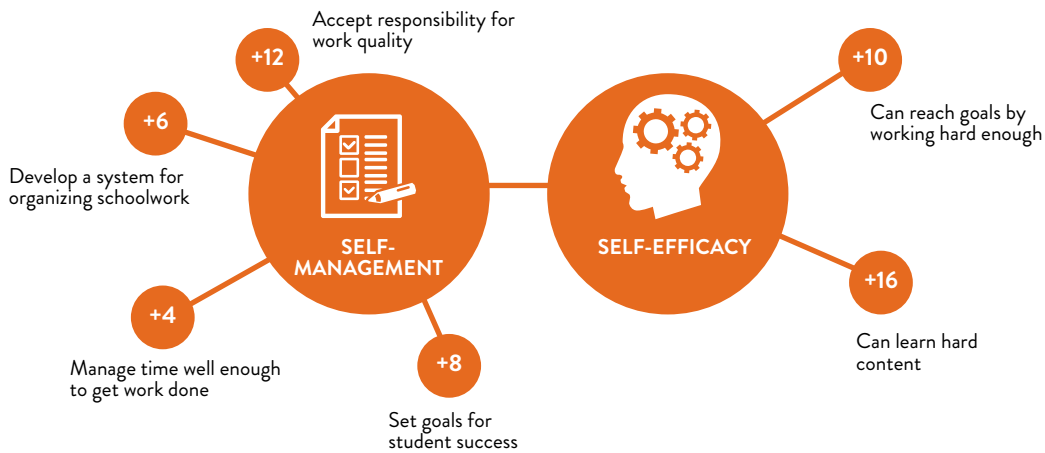 +12
Accept responsibility for
work quality
+6
Develop a system for
organizing schoolwork
SELF-
MANAGEMENT
+4
Manage time well enough
to get work done
+8
Set goals for
student success
SELF-EFFICACY
+10
Can reach goals by
working hard enough
+16
Can learn hard
content